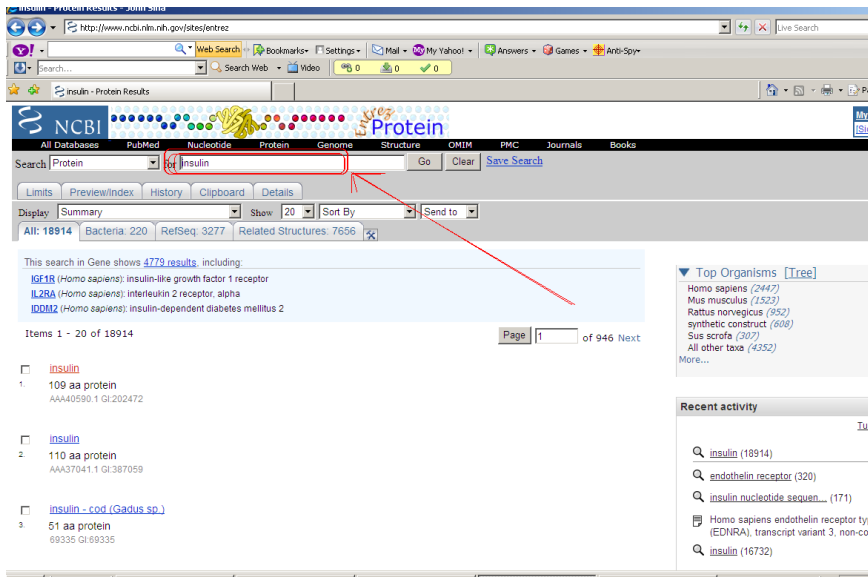 insulin - Protein Results - John Sina
http://www.ncbi.nlm.nih.gov/sites/entrez
Live Search
Y! Web Search Bookmarks Settings Mail My Yahoo! Answers Games Anti-Spy
Search... Search Web Video 0 0 0
insulin - Protein Results
NCBI Entrez Protein My
All Databases PubMed Nucleotide Protein Genome Structure OMIM PMC Journals Books
Search Protein for insulin Go Clear Save Search
Limits Preview/Index History Clipboard Details
Display Summary Show 20 Sort By Send to
All: 18914 Bacteria: 220 RefSeq: 3277 Related Structures: 7656
This search in Gene shows 4779 results, including:
IGF1R (Homo sapiens): insulin-like growth factor 1 receptor
IL2RA (Homo sapiens): interleukin 2 receptor, alpha
IDDM2 (Homo sapiens): insulin-dependent diabetes mellitus 2
Items 1 - 20 of 18914
Page 1 of 946 Next
insulin
1. 109 aa protein
AAA40590.1 GI:202472
insulin
2. 110 aa protein
AAA37041.1 GI:387059
insulin - cod (Gadus sp.)
3. 51 aa protein
69335 GI:69335
Top Organisms [Tree]
Homo sapiens (2447)
Mus musculus (1523)
Rattus norvegicus (952)
synthetic construct (608)
Sus scrofa (307)
All other taxa (4352)
More...
Recent activity
Tu
insulin (18914)
endothelin receptor (320)
insulin nucleotide sequen... (171)
Homo sapiens endothelin receptor ty
(EDNRA), transcript variant 3, non-co
insulin (16732)